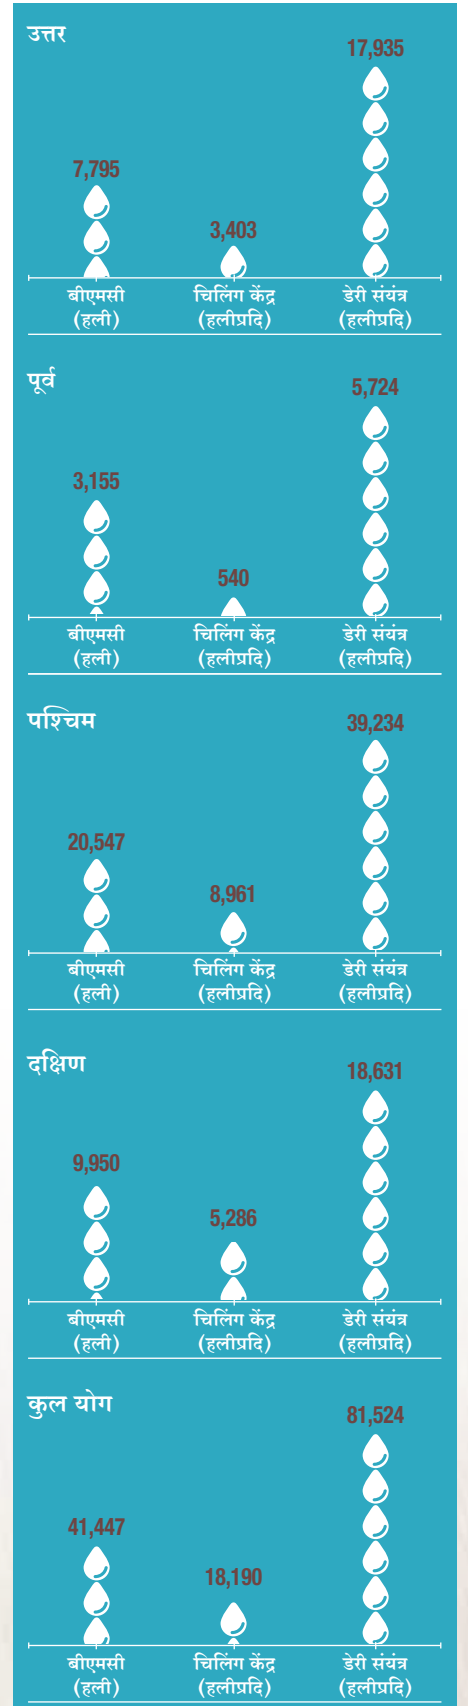 उत्तर
17,935
7,795
3,403
बीएमसी चिलिंग केंद्र डेरी संयंत्र
(हली) (हलीप्रदि) (हलीप्रदि)
पूर्व
5,724
3,155
540
बीएमसी चिलिंग केंद्र डेरी संयंत्र
(हली) (हलीप्रदि) (हलीप्रदि)
पश्चिम
39,234
20,547
8,961
बीएमसी चिलिंग केंद्र डेरी संयंत्र
(हली) (हलीप्रदि) (हलीप्रदि)
दक्षिण
18,631
9,950
5,286
बीएमसी चिलिंग केंद्र डेरी संयंत्र
(हली) (हलीप्रदि) (हलीप्रदि)
कुल योग
81,524
41,447
18,190
बीएमसी चिलिंग केंद्र डेरी संयंत्र
(हली) (हलीप्रदि) (हलीप्रदि)